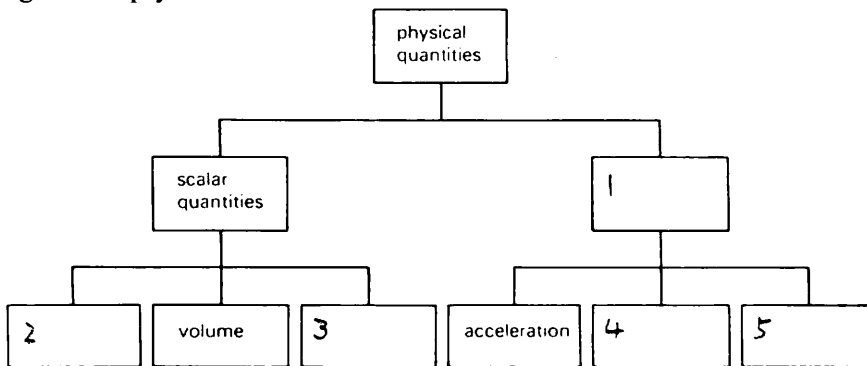 physical
quantities
scalar
quantities
1
2
volume
3
acceleration
4
5